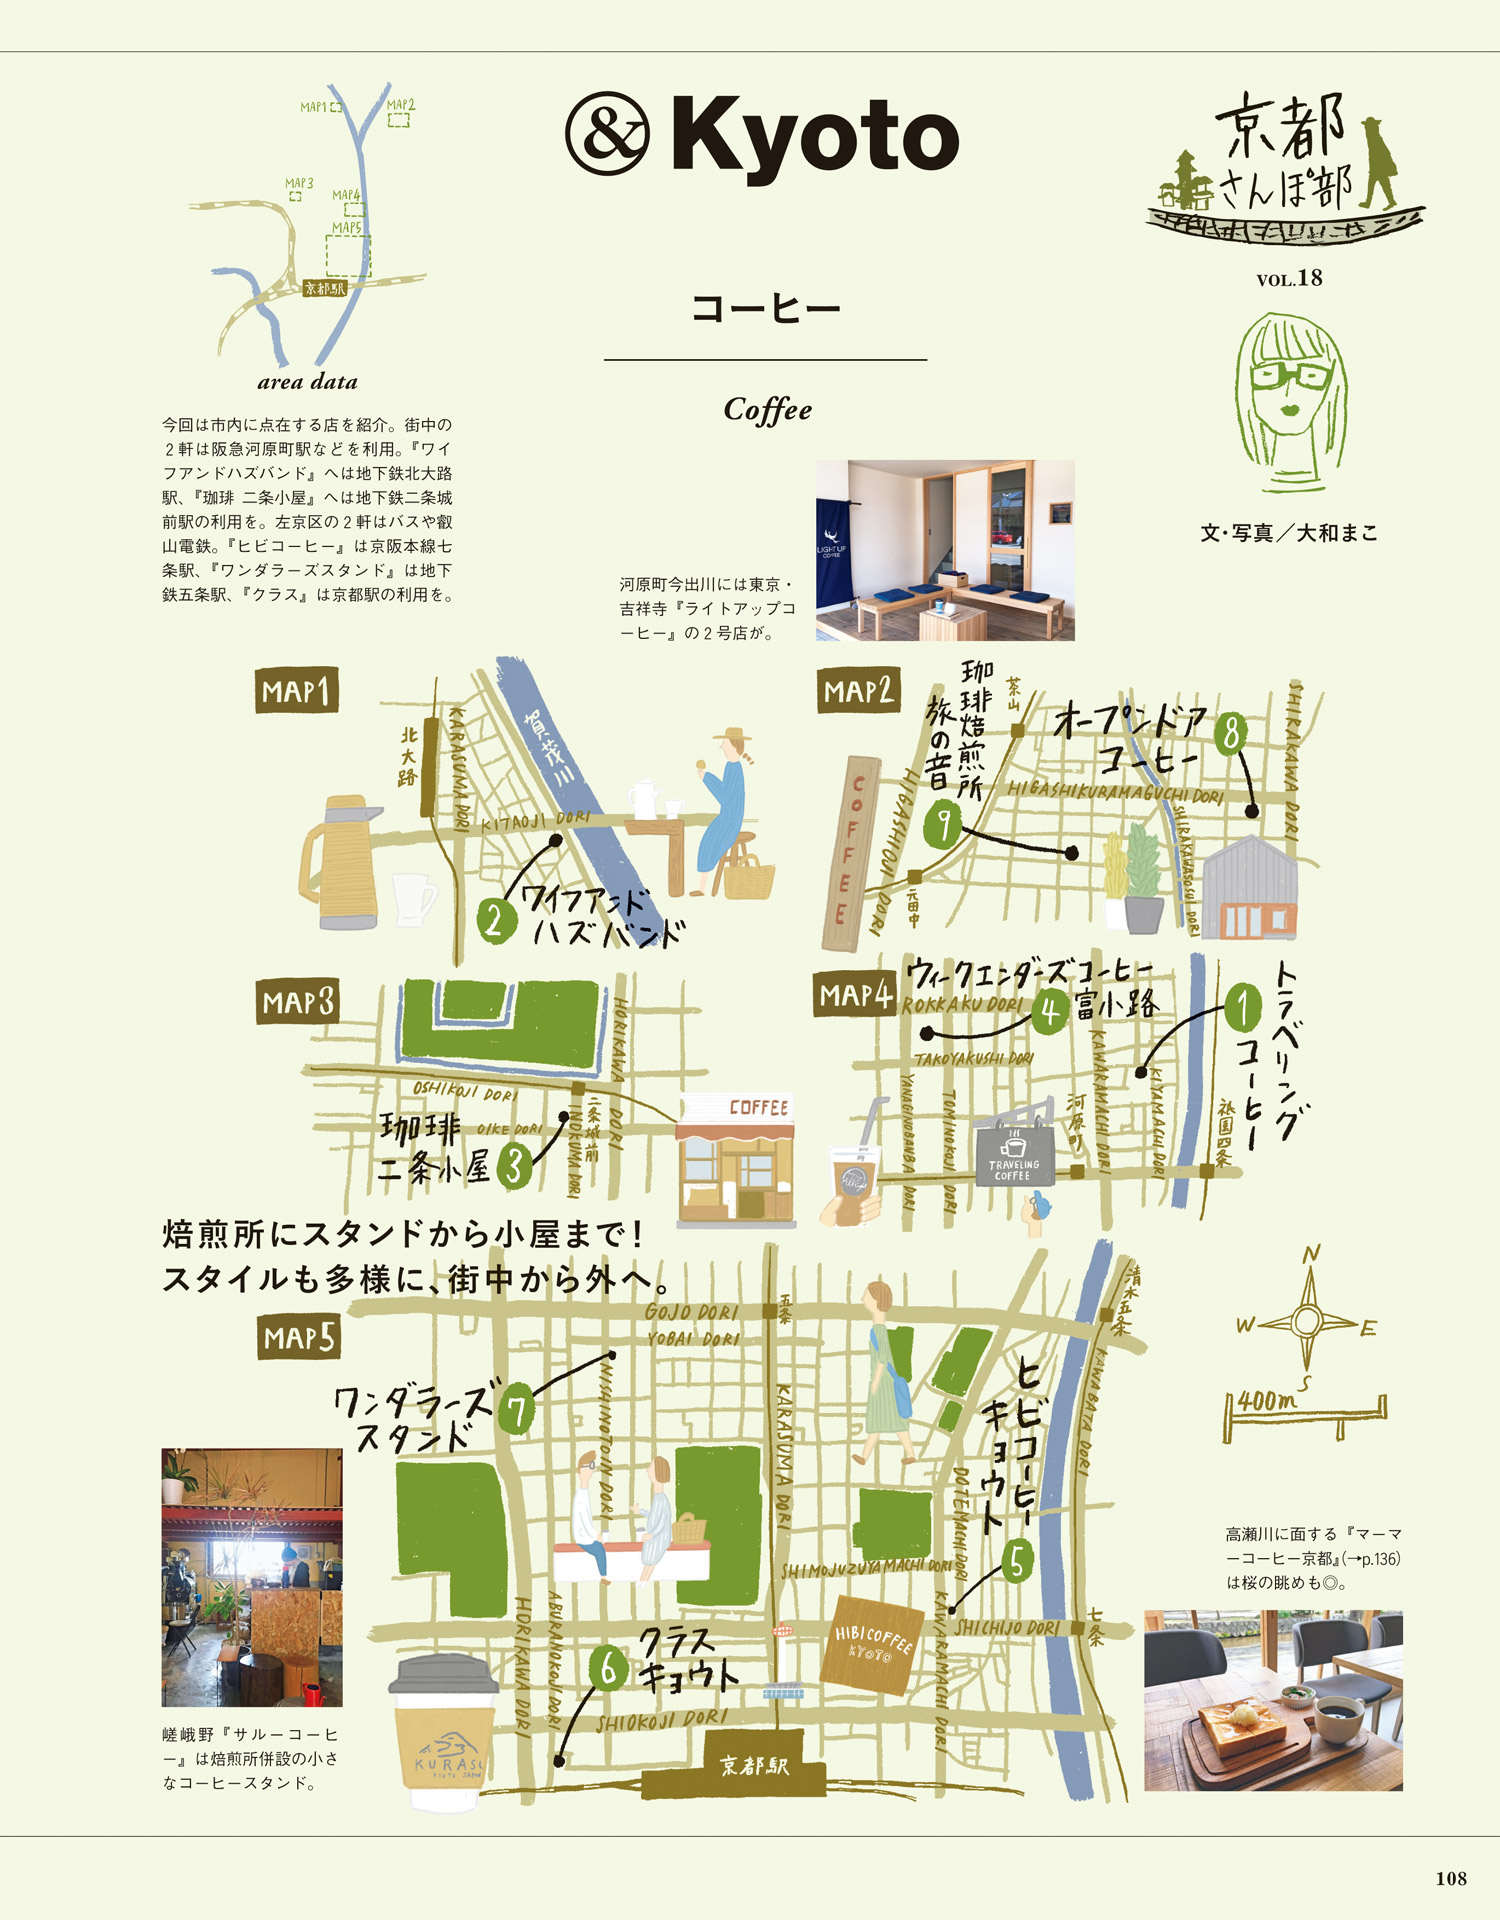 & Kyoto
京都
さんぽ部
VOL.18
文・写真／大和まこ
コーヒー
Coffee
MAP1
MAP2
MAP3
MAP4
MAP5
京都駅
area data
今回は市内に点在する店を紹介。街中の
２軒は阪急河原町駅などを利用。『ワイ
フアンドハズバンド』へは地下鉄北大路
駅、『珈琲 二条小屋』へは地下鉄二条城
前駅の利用を。左京区の２軒はバスや叡
山電鉄。『ヒビコーヒー』は京阪本線七
条駅、『ワンダラーズスタンド』は地下
鉄五条駅、『クラス』は京都駅の利用を。
河原町今出川には東京・
吉祥寺『ライトアップコ
ーヒー』の２号店が。
LIGHT UP
COFFEE
MAP1
北大路
KARASUMA DORI
賀茂川
KITAOJI DORI
2
ワイフアンド
ハズバンド
MAP2
珈琲焙煎所
旅の音
9
茶山
オープンドア
コーヒー
8
SHIRAKAWA DORI
HIGASHIKURAMAGUCHI DORI
HIGASHIOJI DORI
SHIRAKAWASOSUI DORI
元田中
COFFEE
MAP3
HORIKAWA DORI
OSHIKOJI DORI
OIKE DORI
二条城前
INOKUMA DORI
珈琲
二条小屋
3
COFFEE
MAP4
ウィークエンダーズコーヒー
富小路
4
ROKKAKU DORI
TAKOYAKUSHI DORI
YANAGINOBANBA DORI
TOMINOKOJI DORI
KAWARAMACHI DORI
KIYAMACHI DORI
河原町
祇園四条
トラベリング
コーヒー
1
TRAVELING
COFFEE
焙煎所にスタンドから小屋まで！
スタイルも多様に、街中から外へ。
MAP5
GOJO DORI
YOBAI DORI
五条
清水五条
KAWABATA DORI
ワンダラーズ
スタンド
7
NISHINOTOIN DORI
KARASUMA DORI
ヒビコーヒー
キョウト
5
DOTEMACHI DORI
SHIMOJUZUYAMACHI DORI
KAWARAMACHI DORI
SHICHIJO DORI
七条
HORIKAWA DORI
ABURANOKOJI DORI
6
クラス
キョウト
SHIOKOJI DORI
HIBI COFFEE
KYOTO
KURASU
KYOTO JAPAN
京都駅
N
W
E
S
400m
嵯峨野『サルーコーヒ
ー』は焙煎所併設の小さ
なコーヒースタンド。
高瀬川に面する『マーマ
ーコーヒー京都』(→p.136)
は桜の眺めも◎。
108